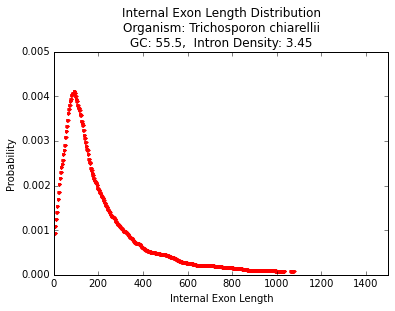 Internal Exon Length Distribution
Organism: Trichosporon chiarellii
GC: 55.5,  Intron Density: 3.45
0.005
0.004
0.003
0.002
0.001
0.000
Probability
0 200 400 600 800 1000 1200 1400
Internal Exon Length